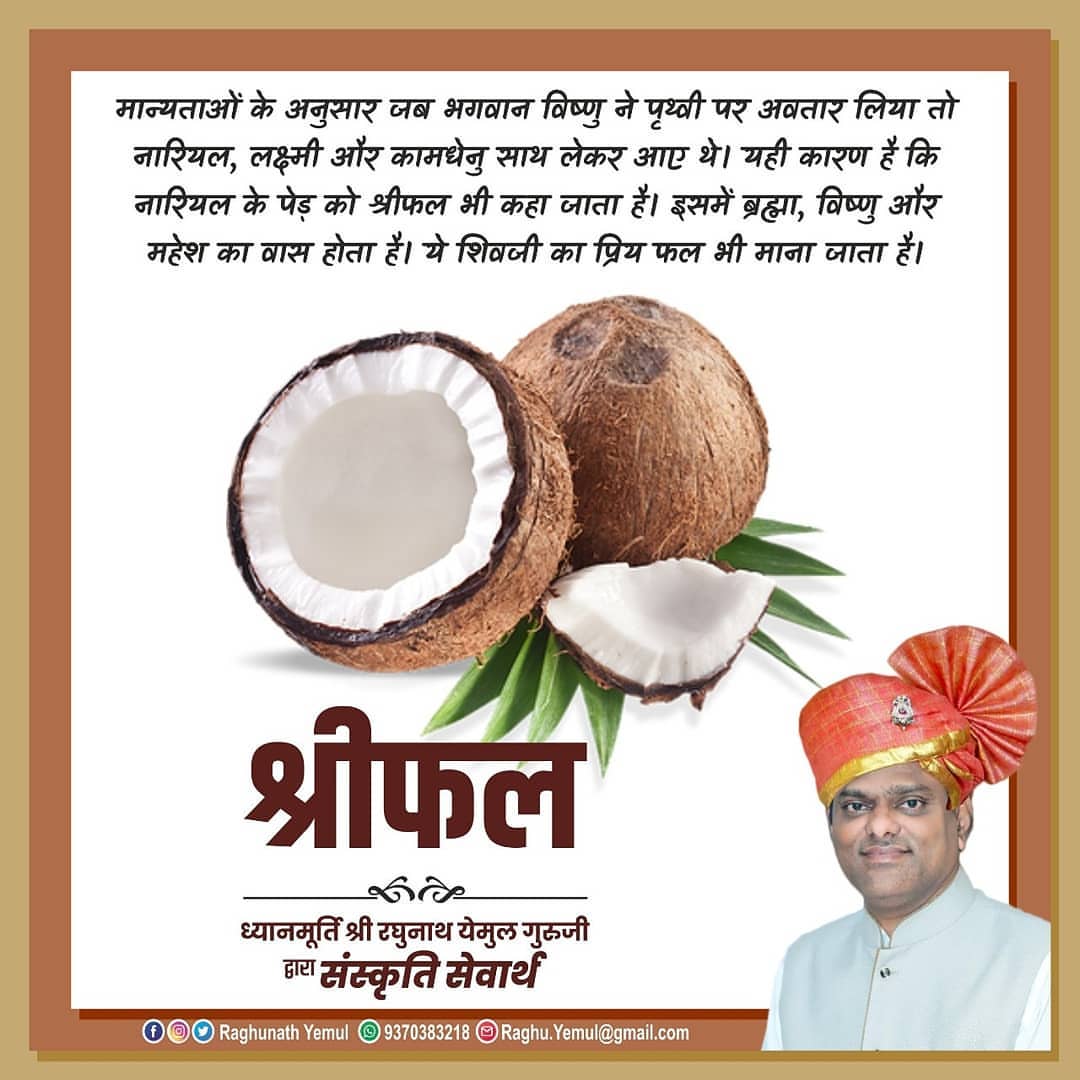 मान्यताओं के अनुसार जब भगवान विष्णु ने पृथ्वी पर अवतार लिया तो
नारियल, लक्ष्मी और कामधेनु साथ लेकर आए थे। यही कारण है कि
नारियल के पेड़ को श्रीफल भी कहा जाता है। इसमें ब्रह्मा, विष्णु और
महेश का वास होता है। ये शिवजी का प्रिय फल भी माना जाता है।
श्रीफल
ध्यानमूर्ति श्री रघुनाथ येमुल गुरुजी
द्वारा संस्कृति सेवार्थ
Raghunath Yemul 9370383218 Raghu.Yemul@gmail.com